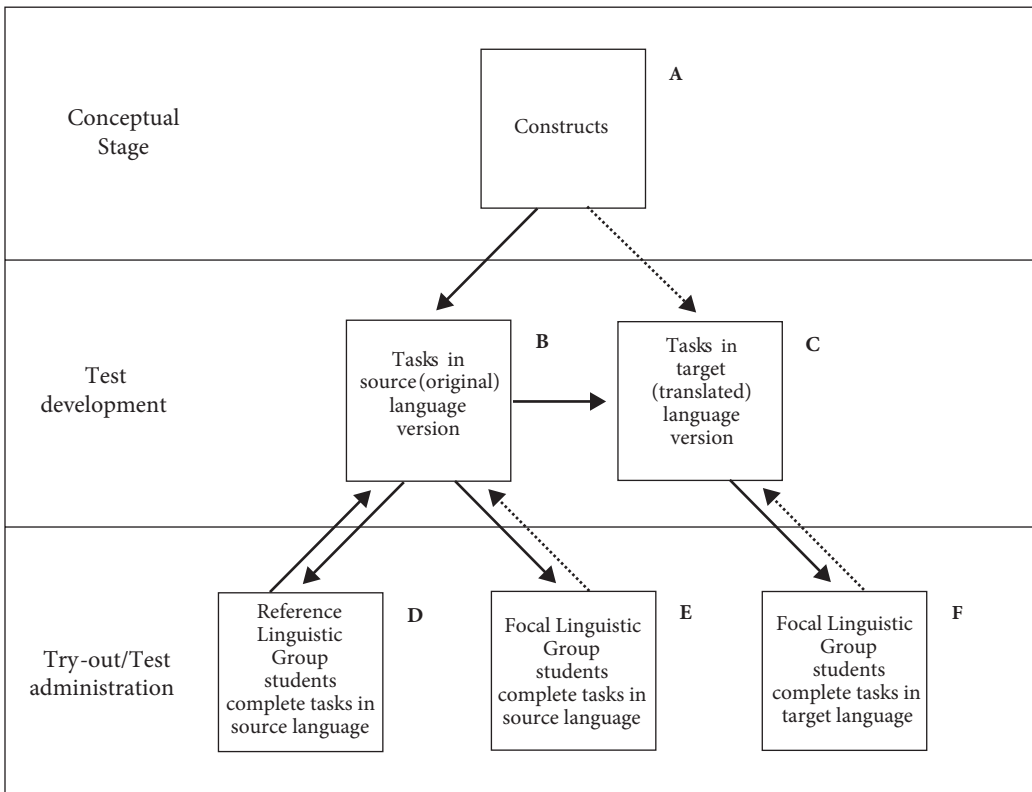 A
Conceptual
Stage
Constructs
B
C
Test
development
Tasks in
source (original)
language
version
Tasks in
target
(translated)
language
version
D
E
F
Try-out/Test
administration
Reference
Linguistic
Group
students
complete tasks in
source language
Focal Linguistic
Group
students
complete tasks in
source language
Focal Linguistic
Group
students
complete tasks in
target language